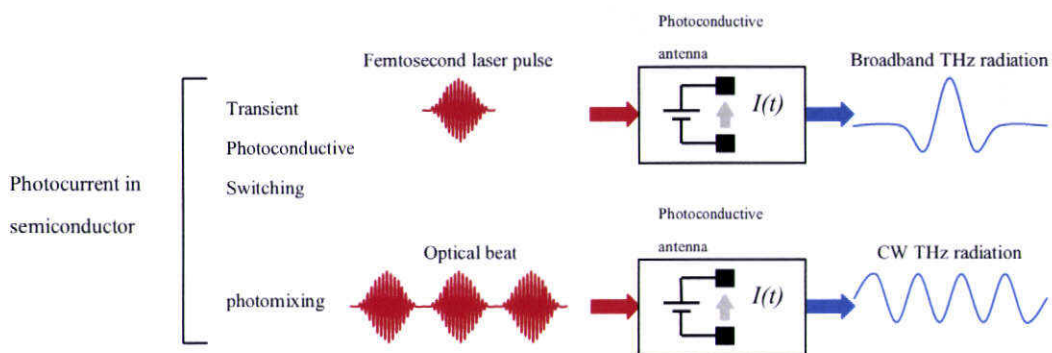 Photoconductive
antenna
Femtosecond laser pulse
Broadband THz radiation
Transient
I(t)
Photoconductive
Photocurrent in
Switching
semiconductor
Photoconductive
antenna
Optical beat
CW THz radiation
photomixing
I(t)